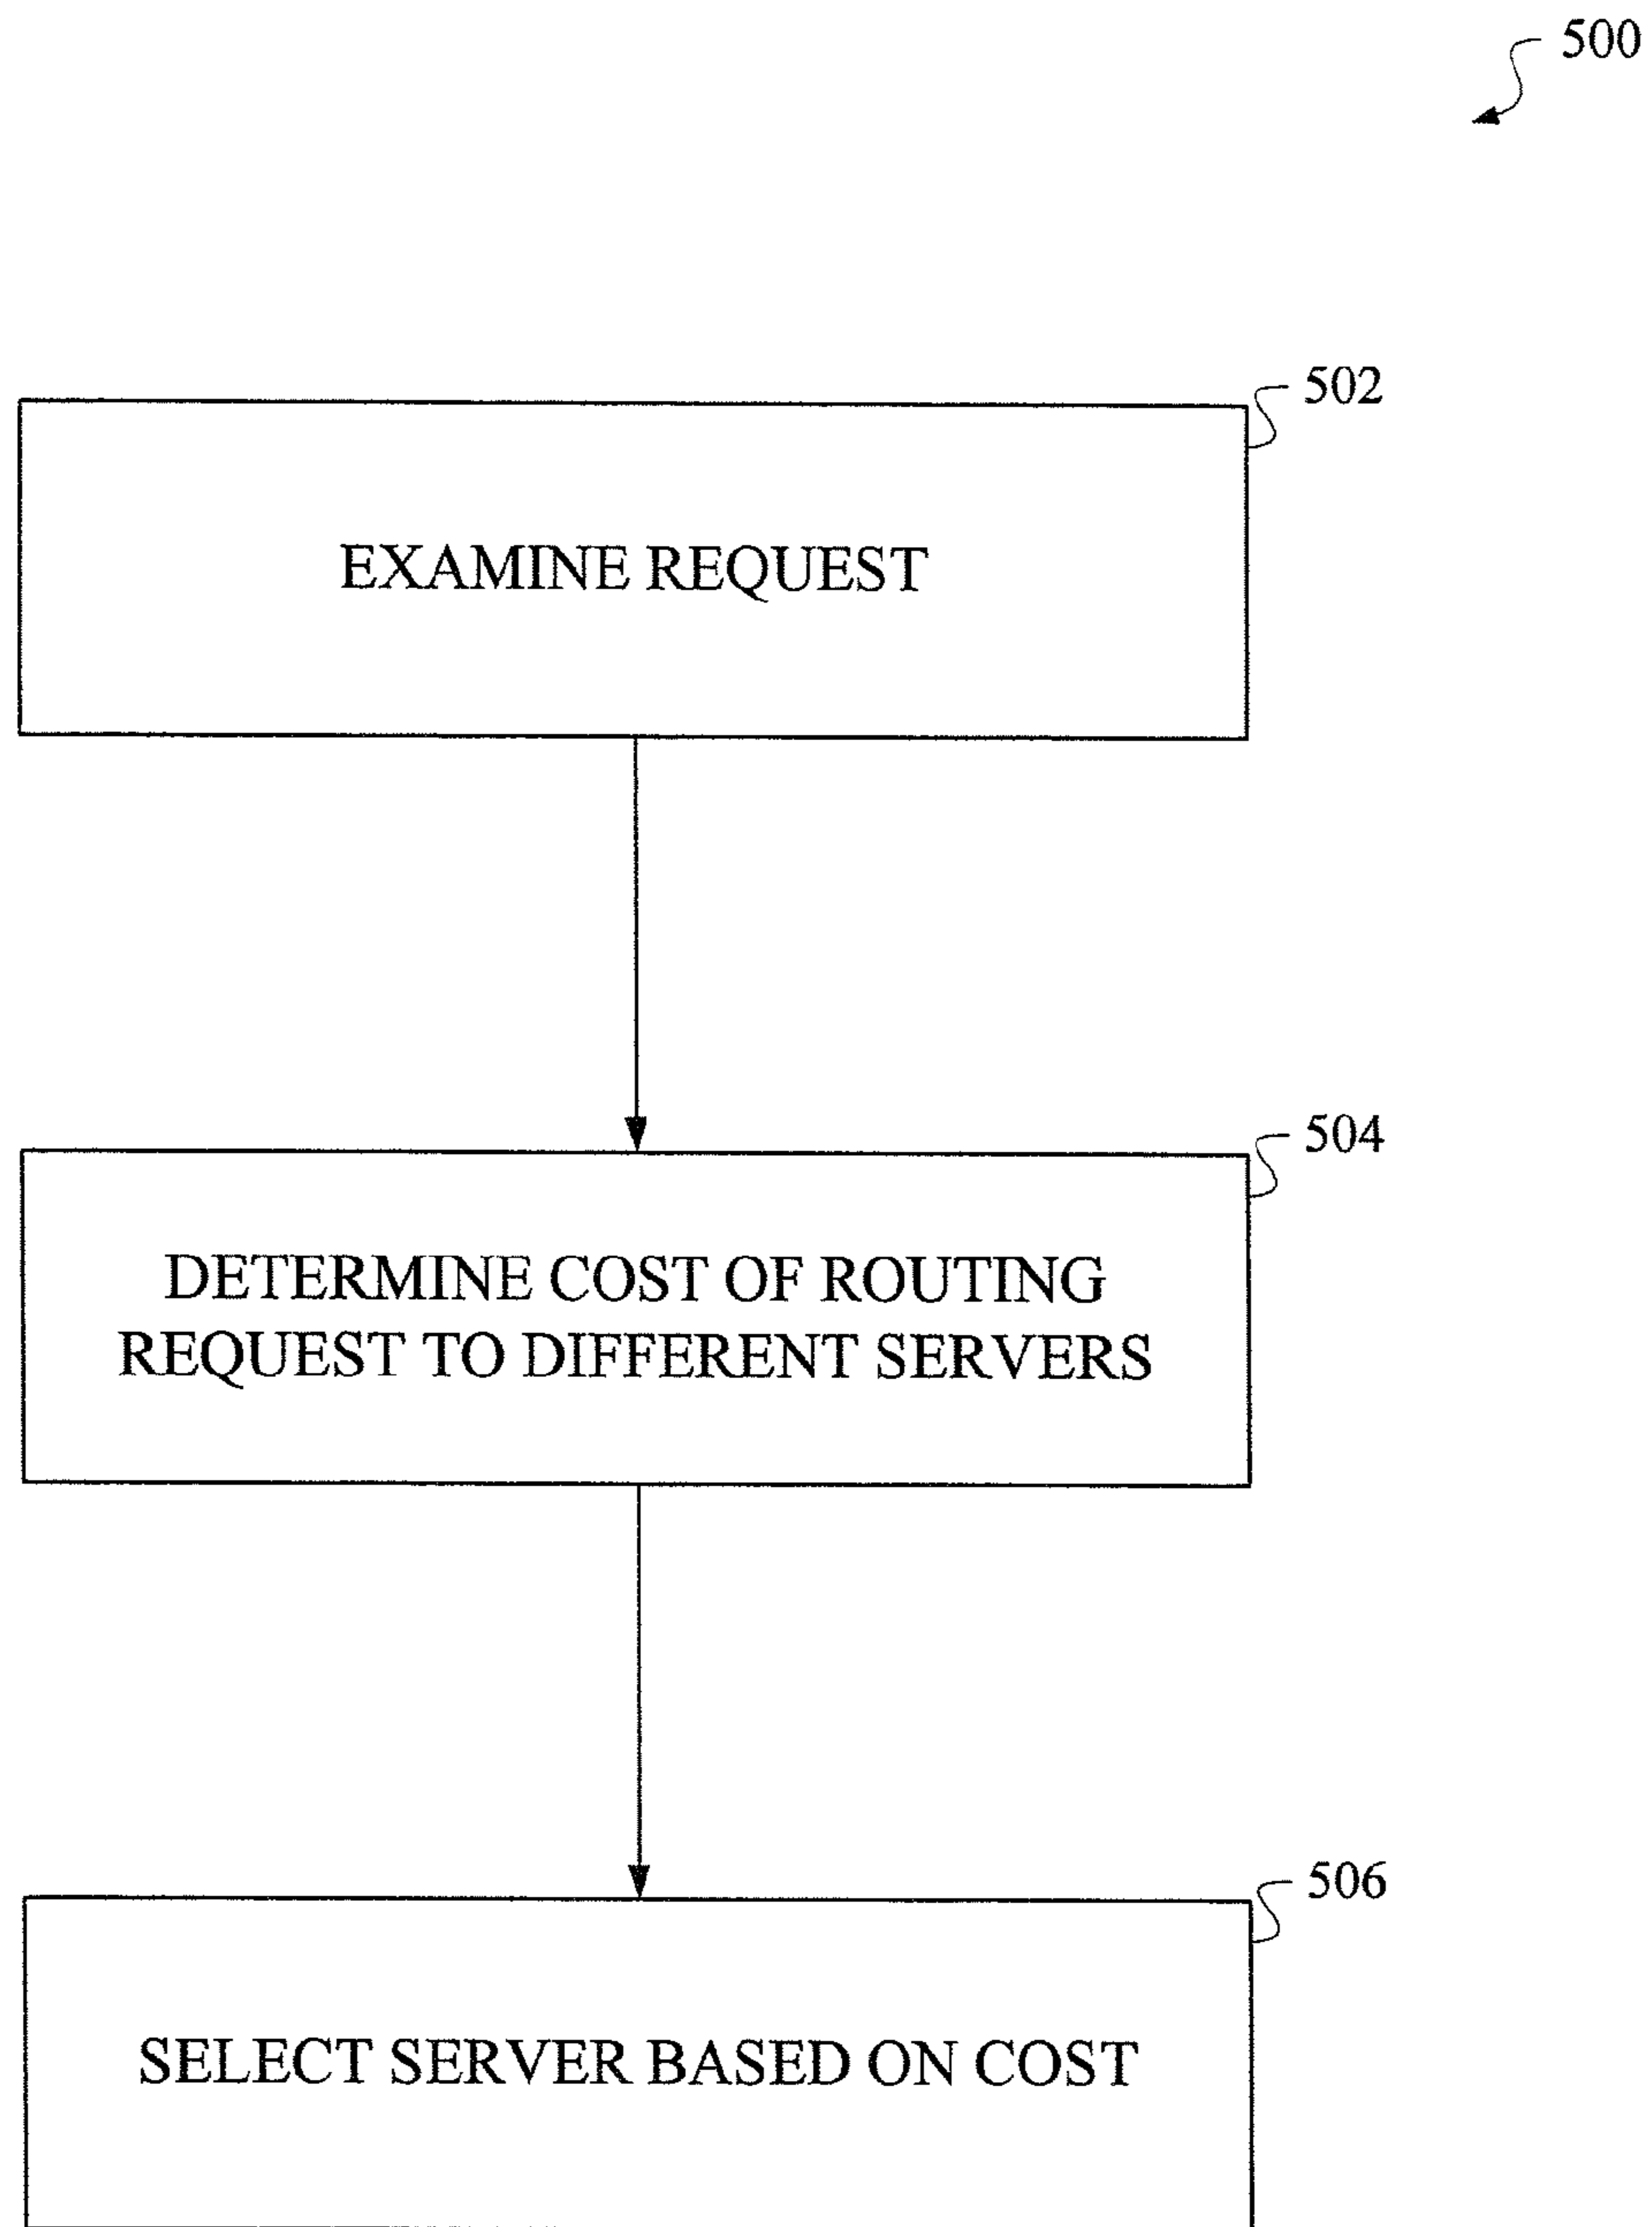 500
502
EXAMINE REQUEST
504
DETERMINE COST OF ROUTING
REQUEST TO DIFFERENT SERVERS
506
SELECT SERVER BASED ON COST